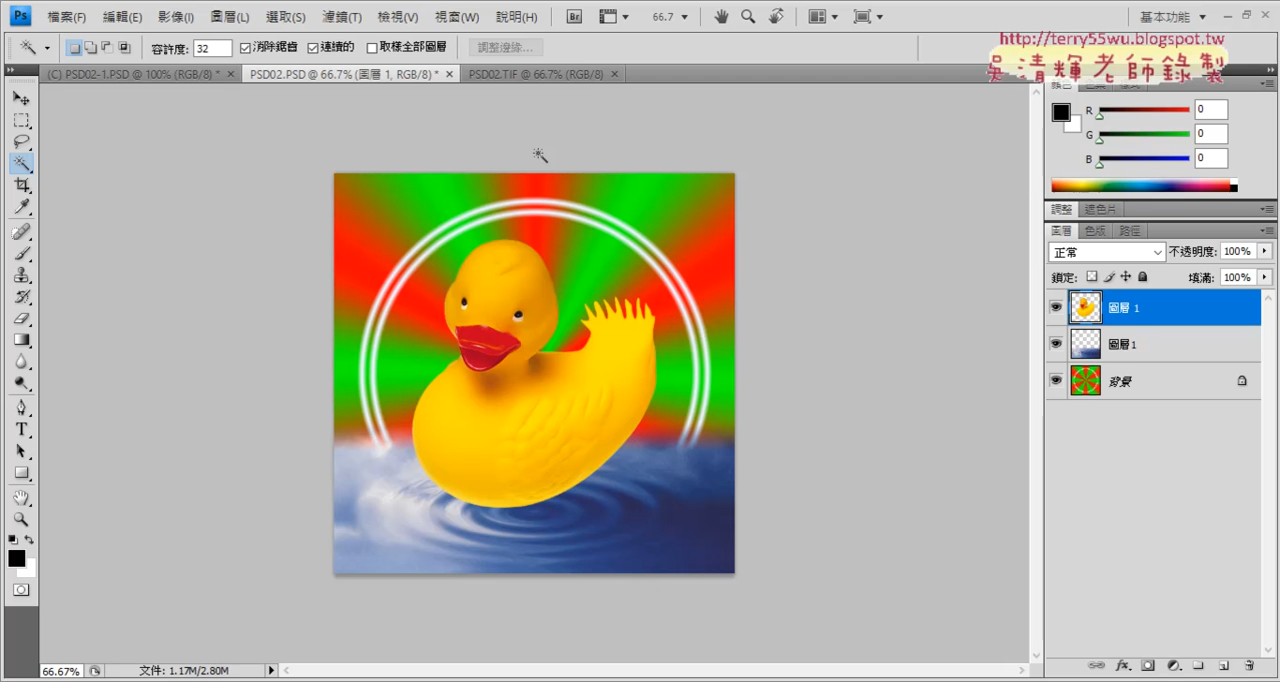 Ps 檔案(F) 編輯(E) 影像(I) 圖層(L) 選取(S) 濾鏡(T) 檢視(V) 視窗(W) 說明(H) Br 66.7 基本功能
容許度: 32 消除鋸齒 連續的 取樣全部圖層 調整邊緣...
http://terry55wu.blogspot.tw
吳清輝老師錄製
(C) PSD02-1.PSD @ 100% (RGB/8) * PSD02.PSD @ 66.7% (圖層 1, RGB/8) * PSD02.TIF @ 66.7% (RGB/8)
R 0
G 0
B 0
調整 遮色片
圖層 色版 路徑
正常 不透明度: 100%
鎖定: 填滿: 100%
圖層 1
圖層1
背景
T
fx
66.67% 文件: 1.17M/2.80M